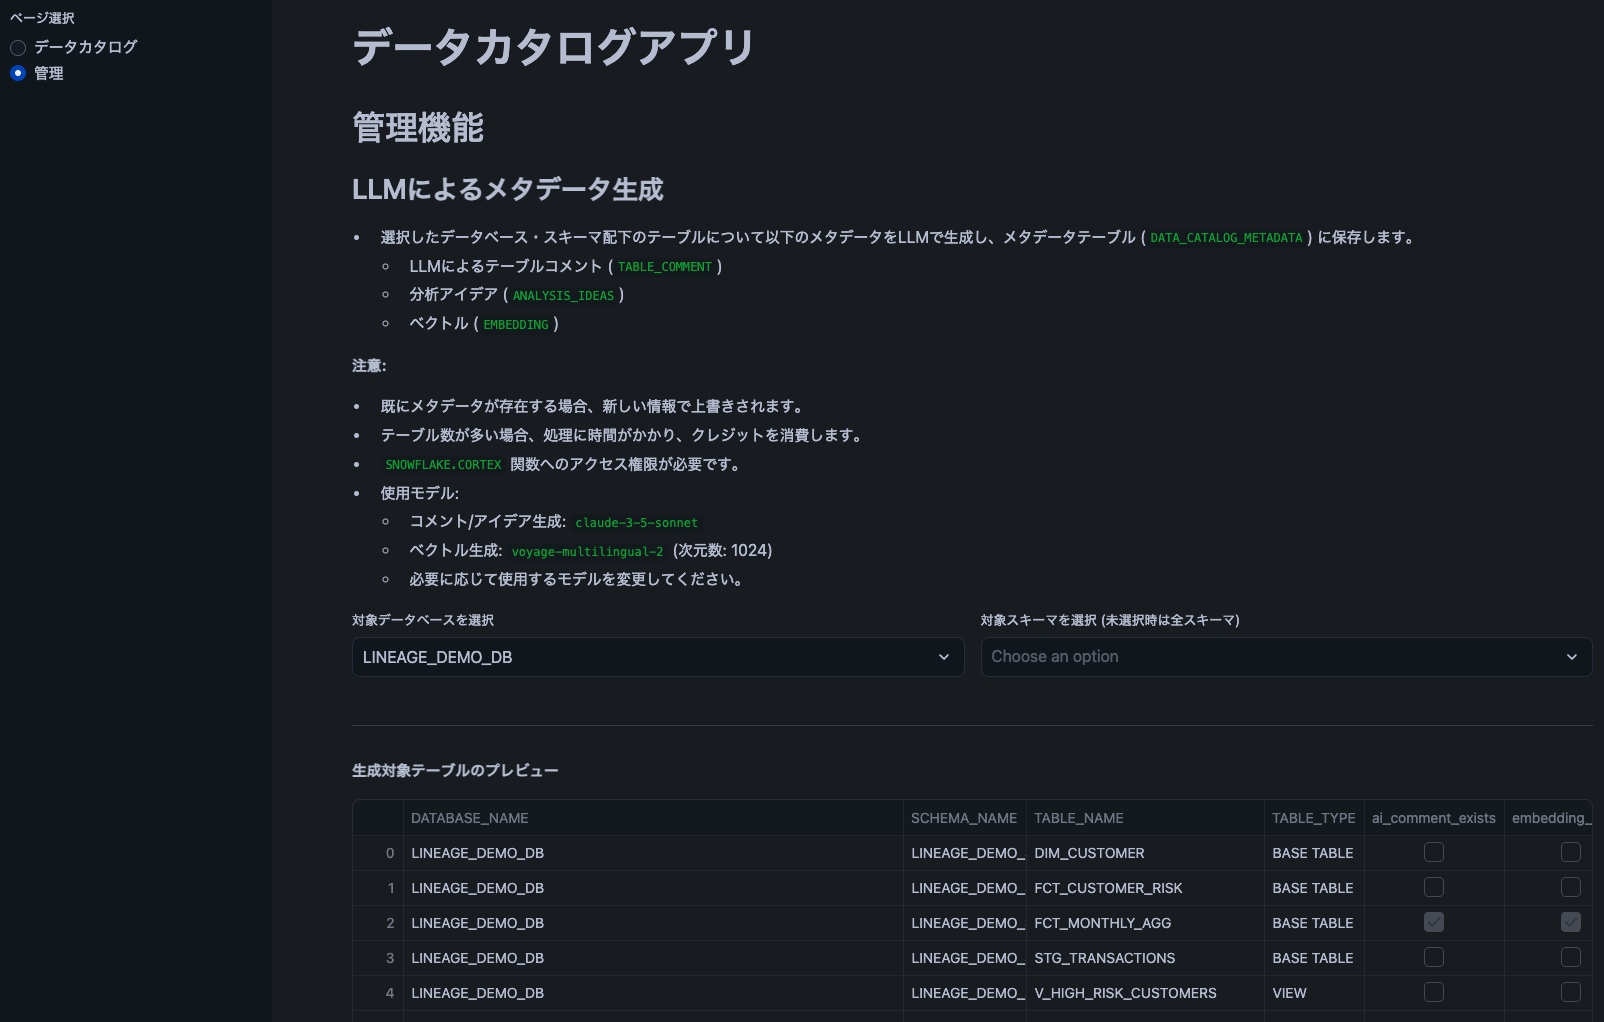 ページ選択
データカタログ
管理
データカタログアプリ
管理機能
LLMによるメタデータ生成
選択したデータベース・スキーマ配下のテーブルについて以下のメタデータをLLMで生成し、メタデータテーブル ( DATA_CATALOG_METADATA ) に保存します。
LLMによるテーブルコメント ( TABLE_COMMENT )
分析アイデア ( ANALYSIS_IDEAS )
ベクトル ( EMBEDDING )
注意:
既にメタデータが存在する場合、新しい情報で上書きされます。
テーブル数が多い場合、処理に時間がかかり、クレジットを消費します。
SNOWFLAKE.CORTEX 関数へのアクセス権限が必要です。
使用モデル:
コメント/アイデア生成: claude-3-5-sonnet
ベクトル生成: voyage-multilingual-2 (次元数: 1024)
必要に応じて使用するモデルを変更してください。
対象データベースを選択 対象スキーマを選択 (未選択時は全スキーマ)
LINEAGE_DEMO_DB Choose an option
生成対象テーブルのプレビュー
DATABASE_NAME SCHEMA_NAME TABLE_NAME TABLE_TYPE ai_comment_exists embedding_
0 LINEAGE_DEMO_DB LINEAGE_DEMO_ DIM_CUSTOMER BASE TABLE
1 LINEAGE_DEMO_DB LINEAGE_DEMO_ FCT_CUSTOMER_RISK BASE TABLE
2 LINEAGE_DEMO_DB LINEAGE_DEMO_ FCT_MONTHLY_AGG BASE TABLE
3 LINEAGE_DEMO_DB LINEAGE_DEMO_ STG_TRANSACTIONS BASE TABLE
4 LINEAGE_DEMO_DB LINEAGE_DEMO_ V_HIGH_RISK_CUSTOMERS VIEW